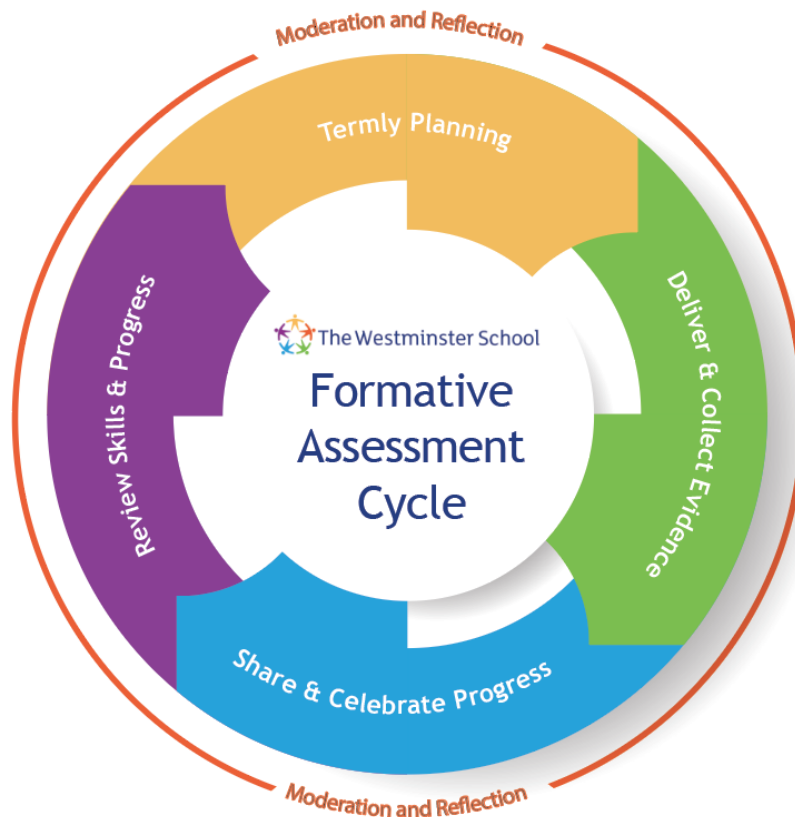 Moderation and Reflection
Termly Planning
Deliver & Collect Evidence
Share & Celebrate Progress
Review Skills & Progress
The Westminster School
Formative
Assessment
Cycle
Moderation and Reflection